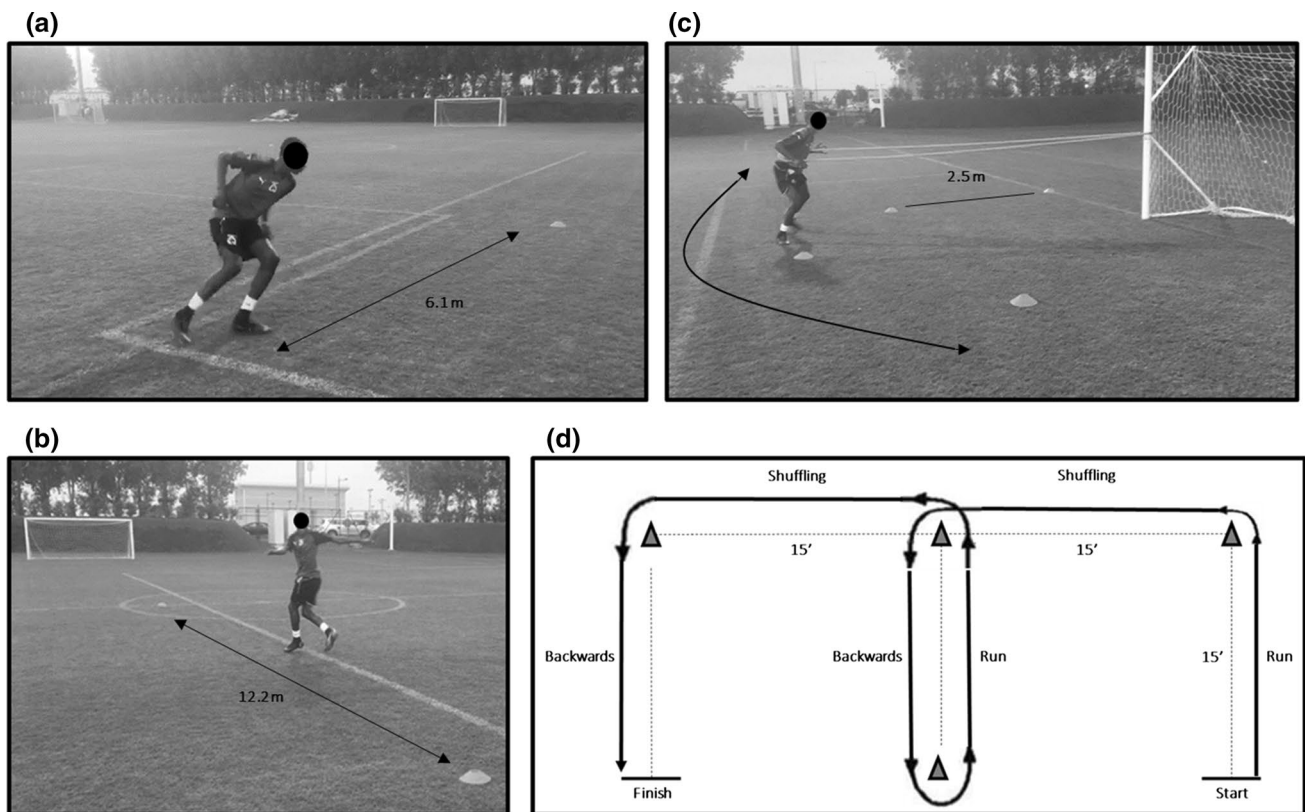 (a)
6.1 m
(c)
2.5 m
(b)
12.2 m
(d)
Shuffling Shuffling
15' 15'
Backwards Backwards Run 15' Run
Finish Start